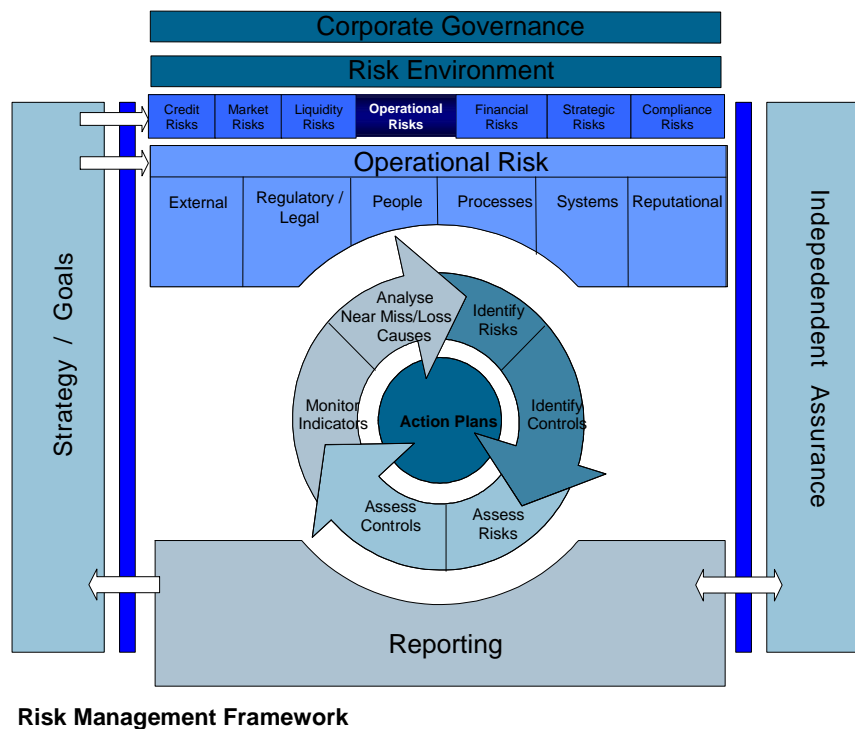 Corporate Governance
Risk Environment
Credit
Risks
Market
Risks
Liquidity
Risks
Operational
Risks
Financial
Risks
Strategic
Risks
Compliance
Risks
Operational Risk
External
Regulatory /
Legal
People
Processes
Systems
Reputational
Strategy / Goals
Indepedendent Assurance
Analyse
Near Miss/Loss
Causes
Identify
Risks
Monitor
Indicators
Action Plans
Identify
Controls
Assess
Controls
Assess
Risks
Reporting
Risk Management Framework